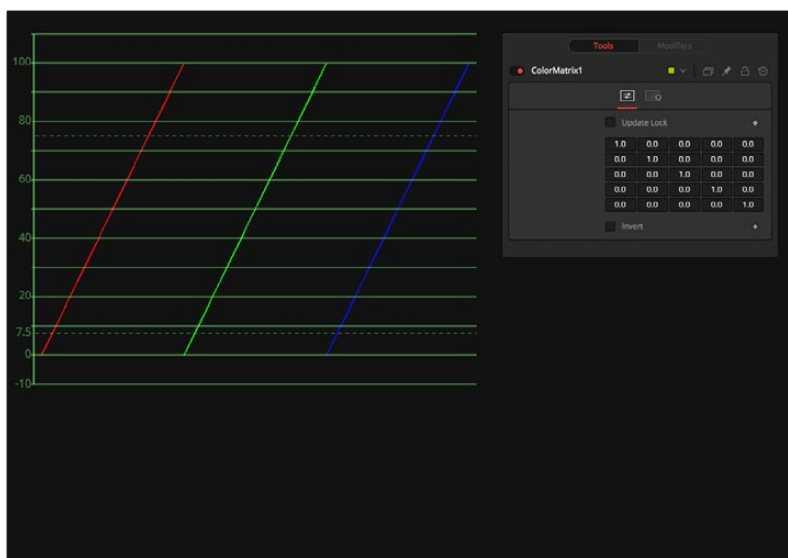 100
80
60
40
20
7.5
0
-10
Tools Modifiers
ColorMatrix1
Update Lock
1.0 0.0 0.0 0.0 0.0
0.0 1.0 0.0 0.0 0.0
0.0 0.0 1.0 0.0 0.0
0.0 0.0 0.0 1.0 0.0
0.0 0.0 0.0 0.0 1.0
Invert